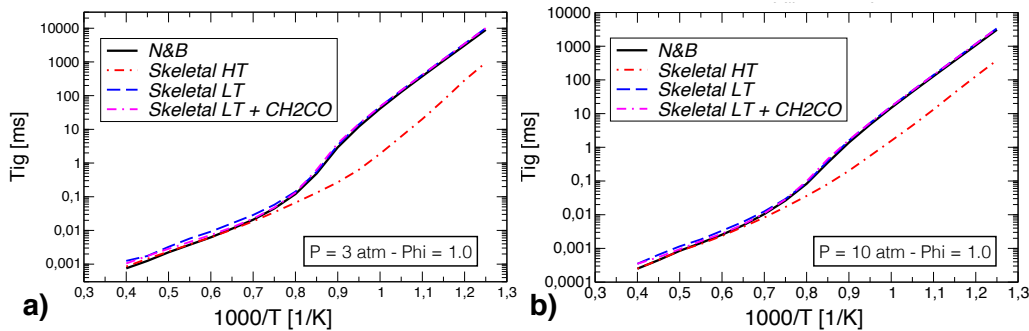 10000
1000
100
10
1
0,1
0,01
0,001
Tig [ms]
N&B
Skeletal HT
Skeletal LT
Skeletal LT + CH2CO
P = 3 atm - Phi = 1.0
0,3 0,4 0,5 0,6 0,7 0,8 0,9 1 1,1 1,2 1,3
1000/T [1/K]
a)
10000
1000
100
10
1
0,1
0,01
0,001
0,0001
Tig [ms]
N&B
Skeletal HT
Skeletal LT
Skeletal LT + CH2CO
P = 10 atm - Phi = 1.0
0,3 0,4 0,5 0,6 0,7 0,8 0,9 1 1,1 1,2 1,3
1000/T [1/K]
b)